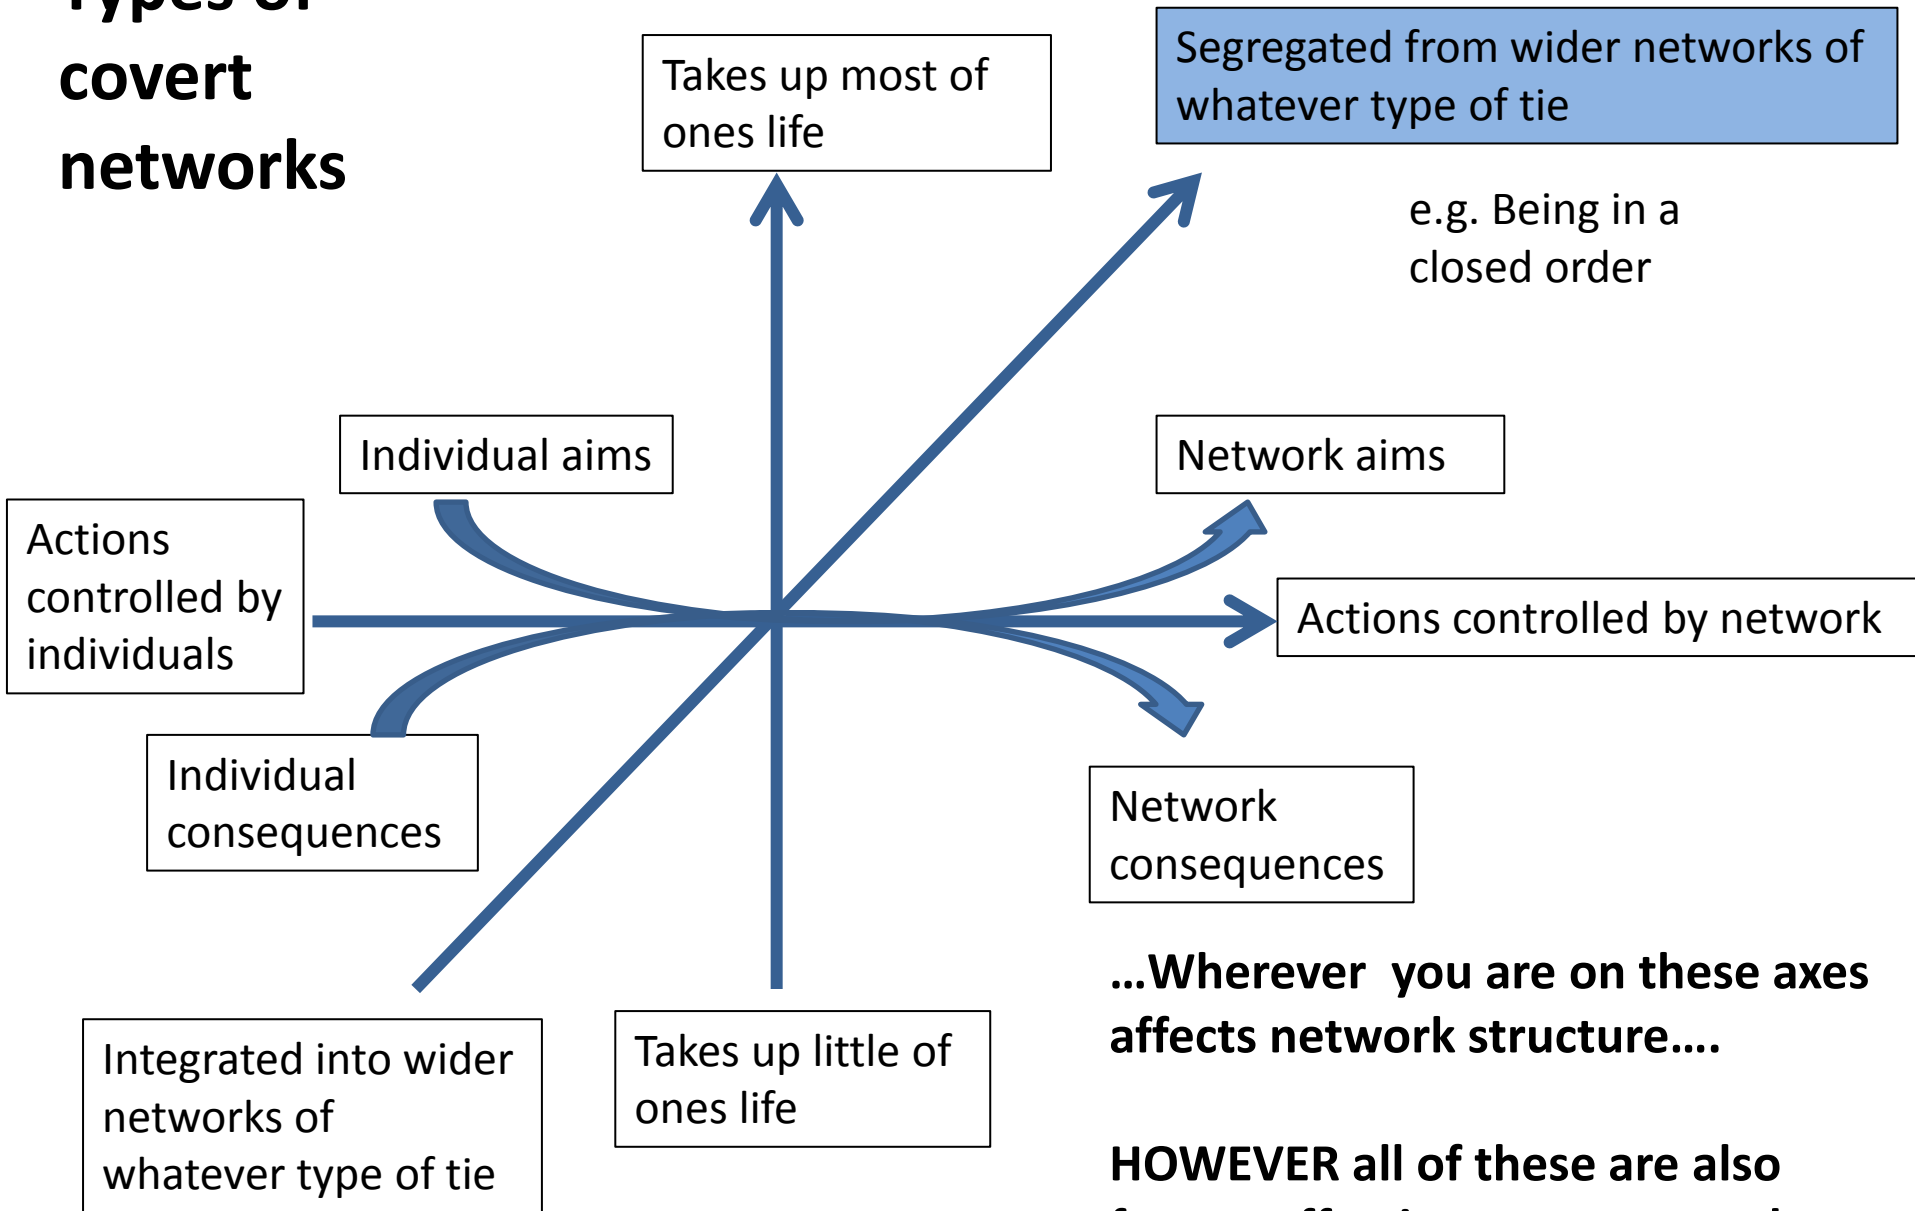 Types of
covert
networks
Takes up most of
ones life
Segregated from wider networks of
whatever type of tie
e.g. Being in a
closed order
Individual aims
Network aims
Actions
controlled by
individuals
Actions controlled by network
Individual
consequences
Network
consequences
Integrated into wider
networks of
whatever type of tie
Takes up little of
ones life
…Wherever  you are on these axes
affects network structure….
HOWEVER all of these are also